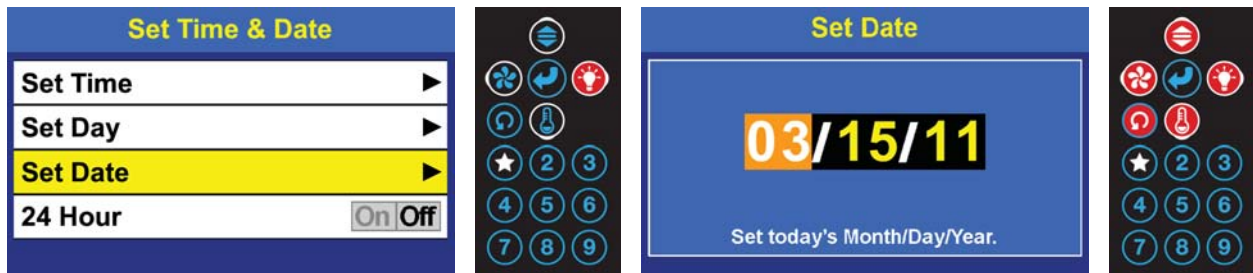 Set Time & Date
Set Time
Set Day
Set Date
24 Hour On Off
2 3
4 5 6
7 8 9
Set Date
03/15/11
Set today's Month/Day/Year.
2 3
4 5 6
7 8 9